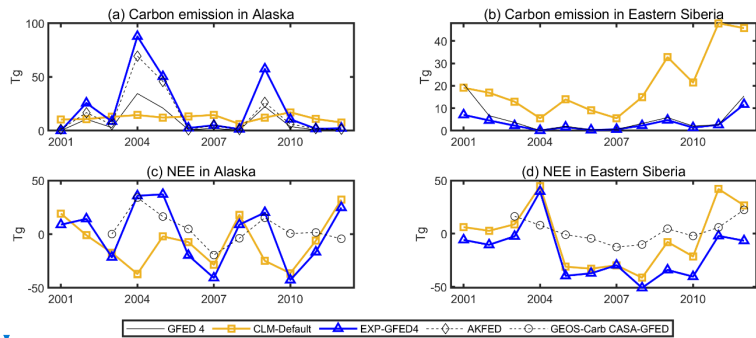 (a) Carbon emission in Alaska
100
50
0
Tg
2001 2004 2007 2010
(b) Carbon emission in Eastern Siberia
40
30
20
10
0
Tg
2001 2004 2007 2010
(c) NEE in Alaska
50
0
-50
Tg
2001 2004 2007 2010
(d) NEE in Eastern Siberia
50
0
-50
Tg
2001 2004 2007 2010
GFED 4 CLM-Default EXP-GFED4 AKFED GEOS-Carb CASA-GFED